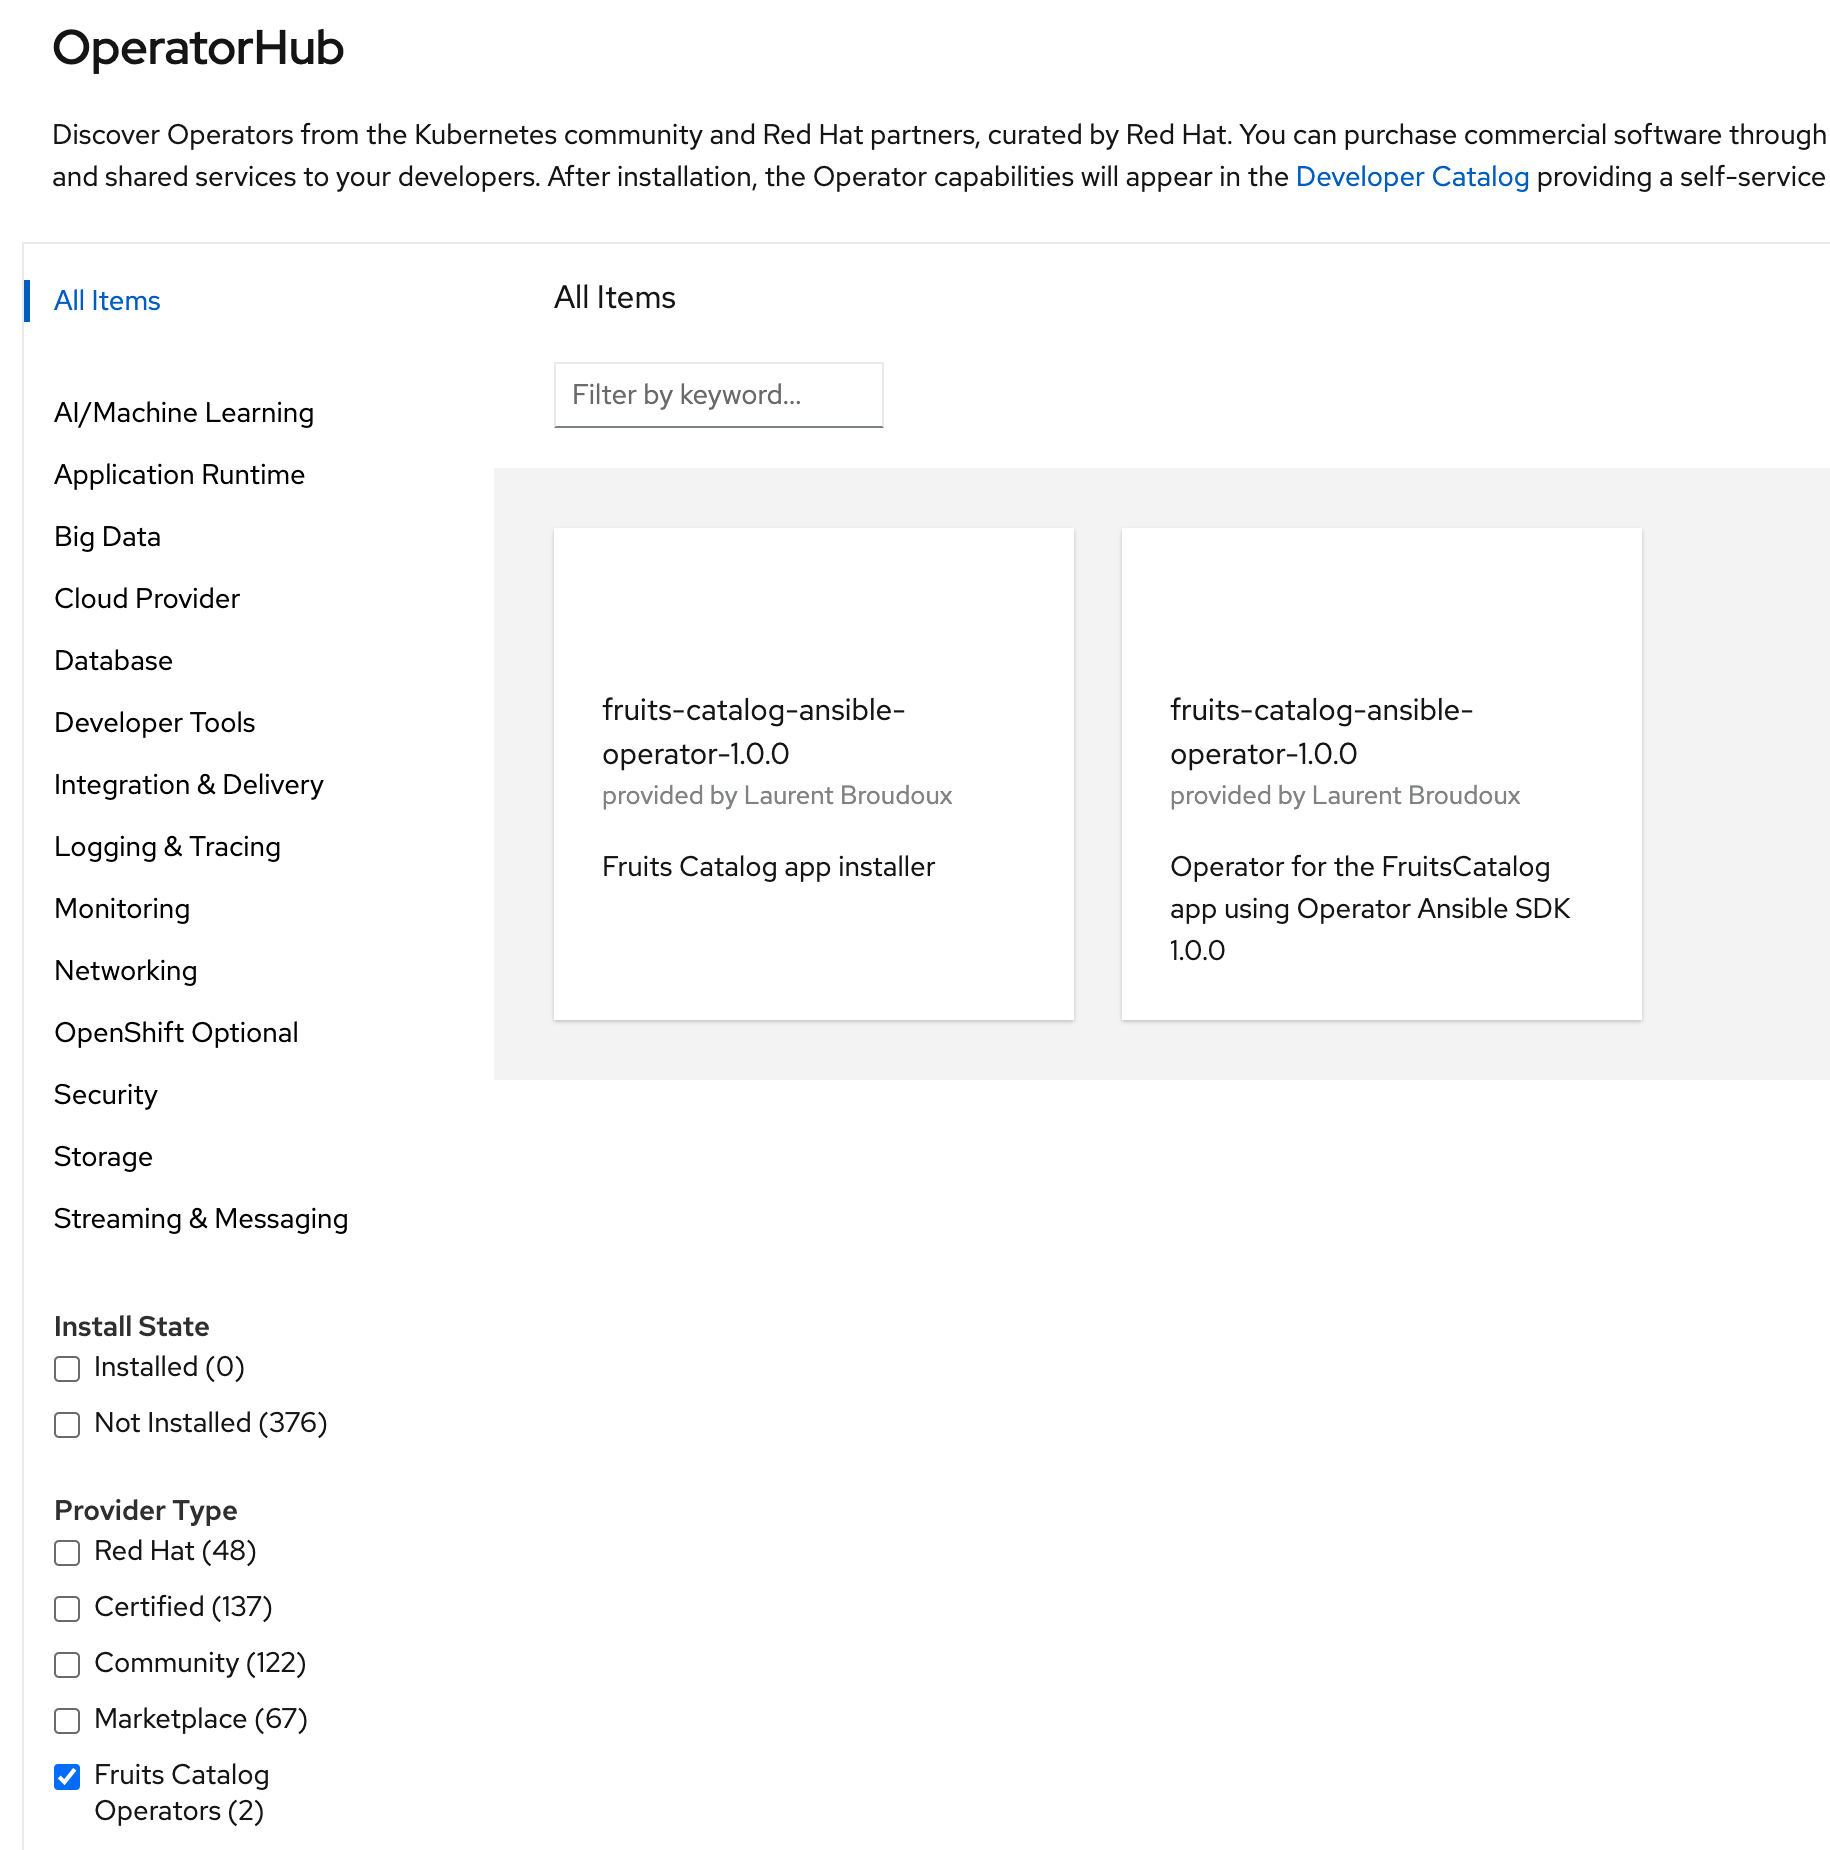 OperatorHub
Discover Operators from the Kubernetes community and Red Hat partners, curated by Red Hat. You can purchase commercial software through
and shared services to your developers. After installation, the Operator capabilities will appear in the Developer Catalog providing a self-service
All Items
AI/Machine Learning
Application Runtime
Big Data
Cloud Provider
Database
Developer Tools
Integration & Delivery
Logging & Tracing
Monitoring
Networking
OpenShift Optional
Security
Storage
Streaming & Messaging
Install State
Installed (0)
Not Installed (376)
Provider Type
Red Hat (48)
Certified (137)
Community (122)
Marketplace (67)
Fruits Catalog
Operators (2)
All Items
Filter by keyword...
fruits-catalog-ansible-
operator-1.0.0
provided by Laurent Broudoux
Fruits Catalog app installer
fruits-catalog-ansible-
operator-1.0.0
provided by Laurent Broudoux
Operator for the FruitsCatalog
app using Operator Ansible SDK
1.0.0